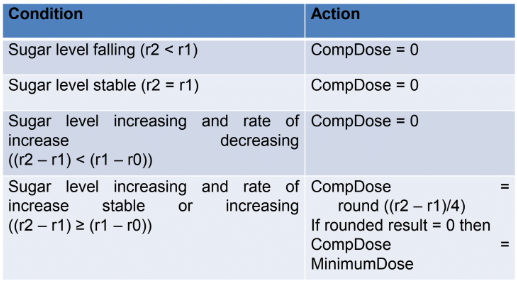 Condition
Action
Sugar level falling (r2 < r1)
CompDose = 0
Sugar level stable (r2 = r1)
CompDose = 0
Sugar level increasing and rate of
increase decreasing
((r2 – r1) < (r1 – r0))
CompDose = 0
Sugar level increasing and rate of
increase stable or increasing
((r2 – r1) ≥ (r1 – r0))
CompDose =
round ((r2 – r1)/4)
If rounded result = 0 then
CompDose =
MinimumDose